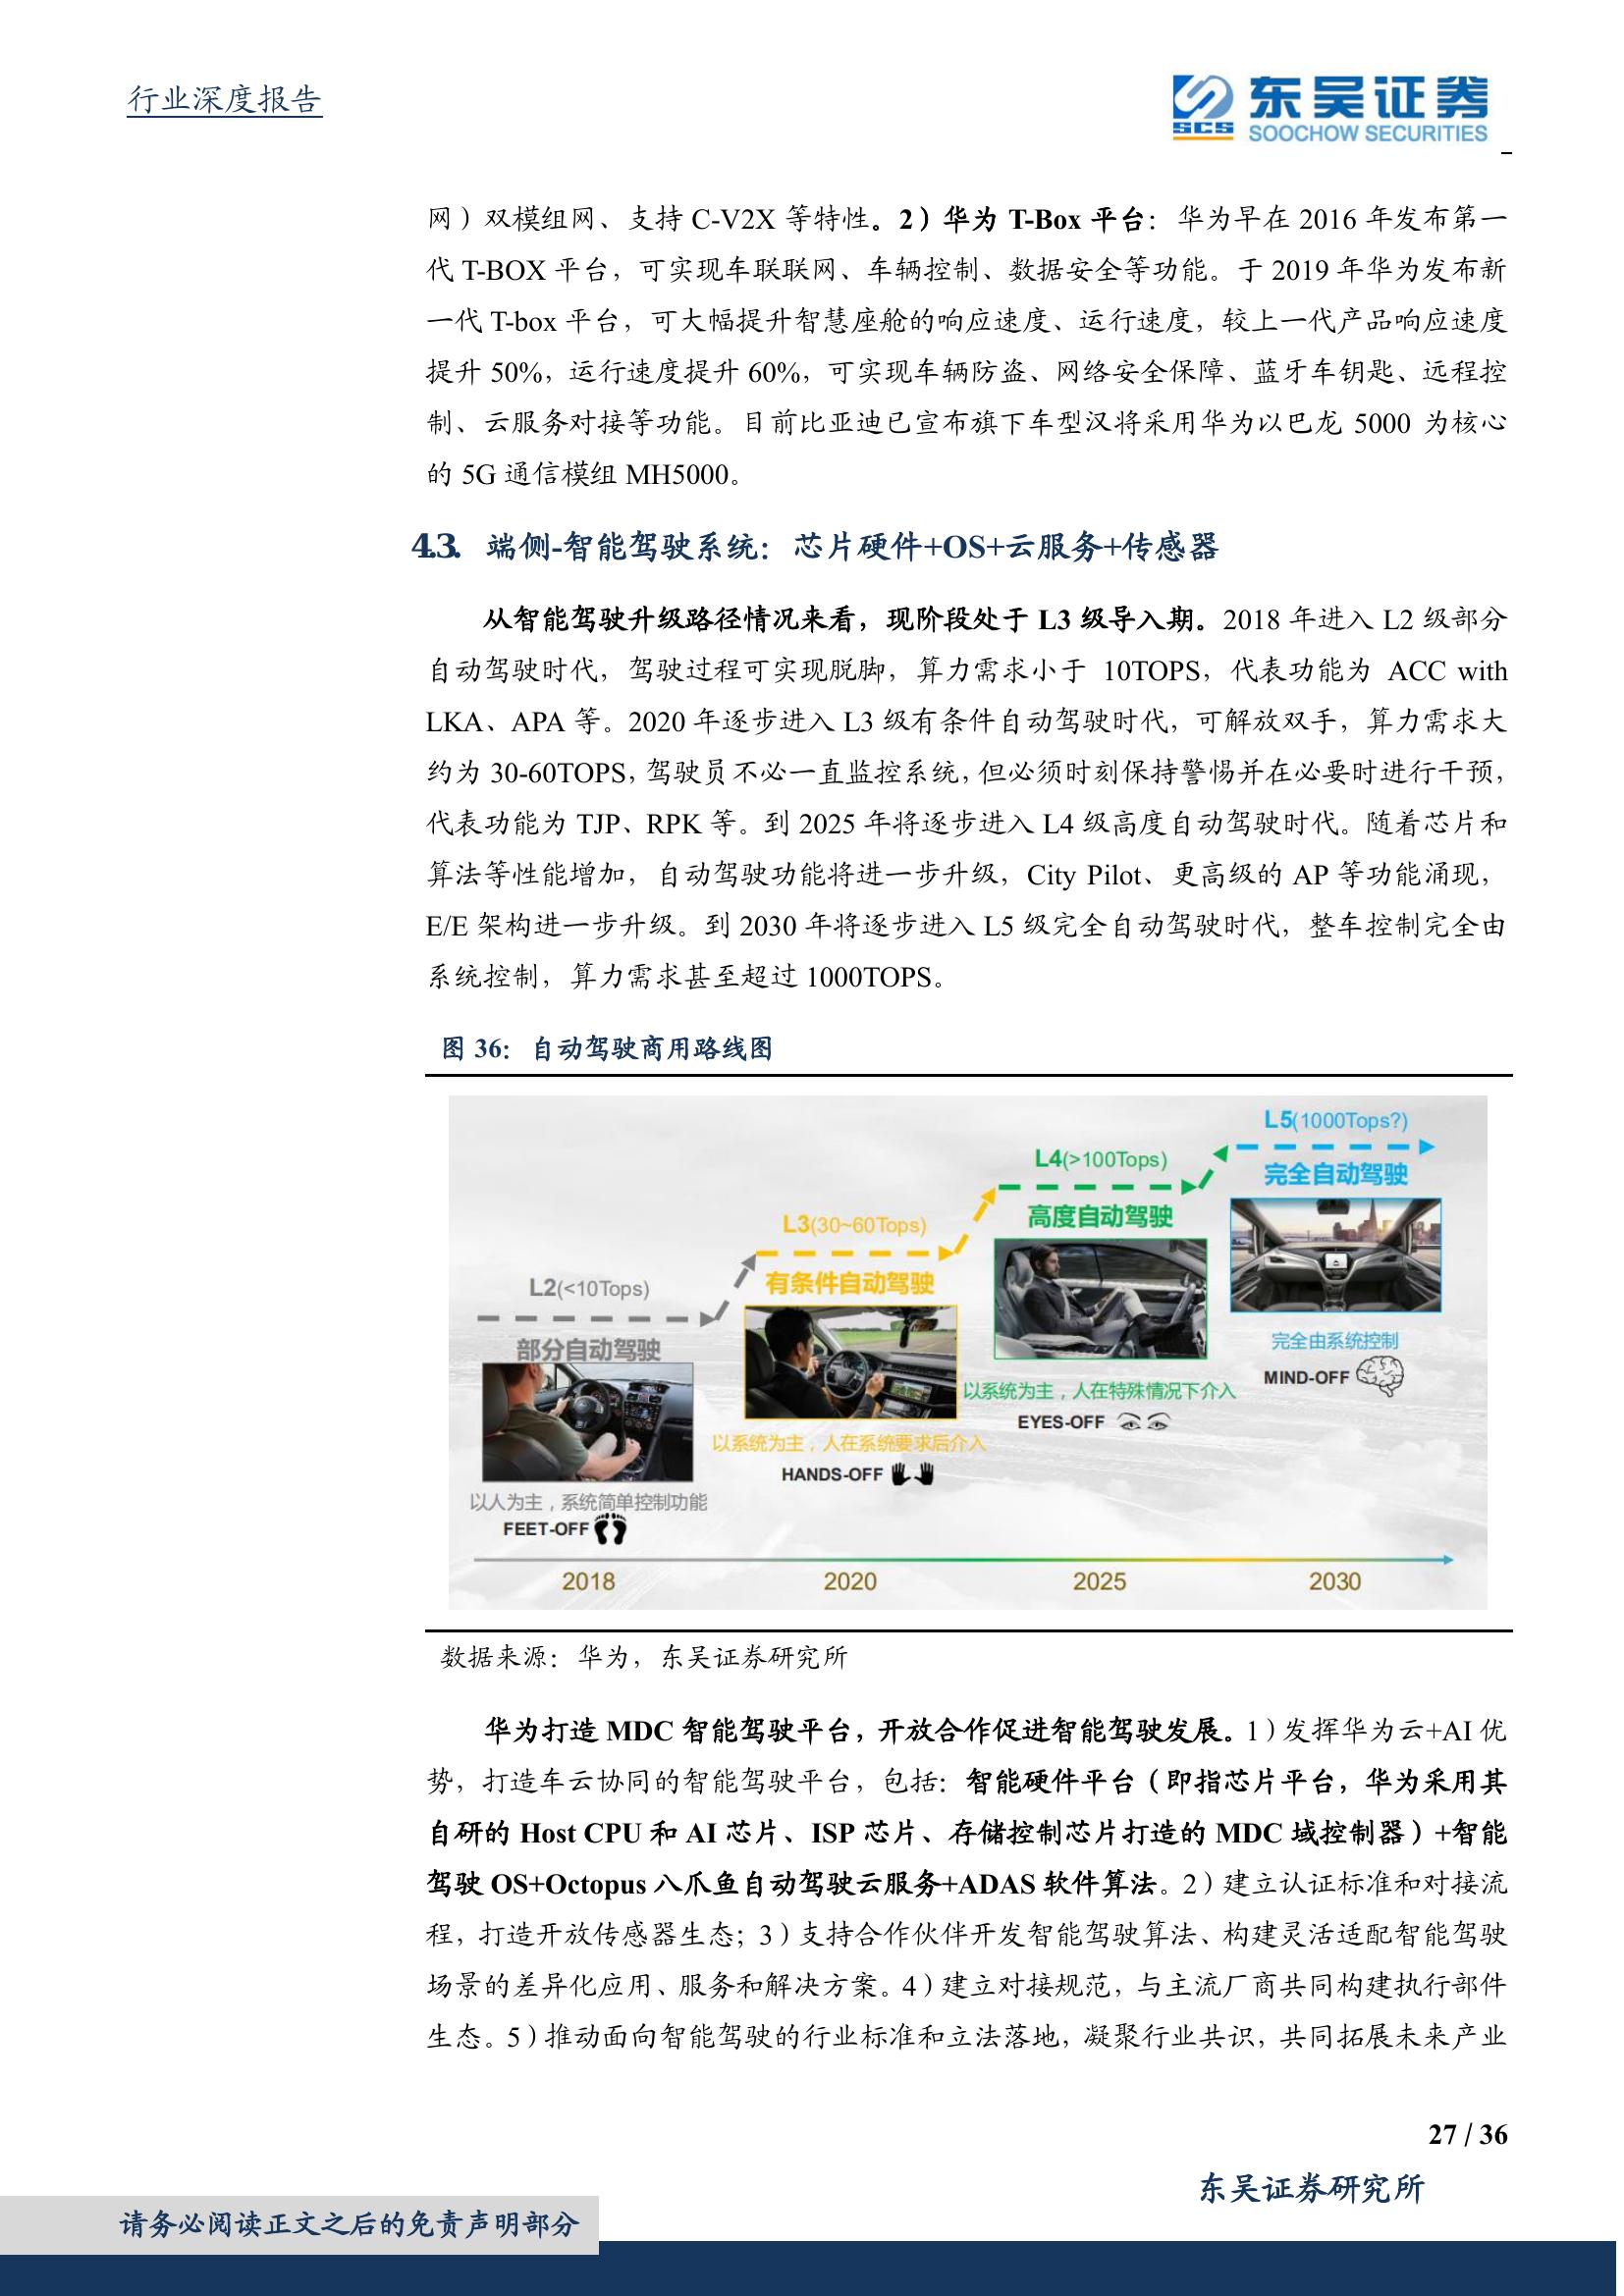 行业深度报告
SCS
东吴证券
SOOCHOW SECURITIES
网）双模组网、支持 C-V2X 等特性。2）华为 T-Box 平台：华为早在 2016 年发布第一
代 T-BOX 平台，可实现车联联网、车辆控制、数据安全等功能。于 2019 年华为发布新
一代 T-box 平台，可大幅提升智慧座舱的响应速度、运行速度，较上一代产品响应速度
提升 50%，运行速度提升 60%，可实现车辆防盗、网络安全保障、蓝牙车钥匙、远程控
制、云服务对接等功能。目前比亚迪已宣布旗下车型汉将采用华为以巴龙 5000 为核心
的 5G 通信模组 MH5000。
4.3. 端侧-智能驾驶系统：芯片硬件+OS+云服务+传感器
从智能驾驶升级路径情况来看，现阶段处于 L3 级导入期。2018 年进入 L2 级部分
自动驾驶时代，驾驶过程可实现脱脚，算力需求小于 10TOPS，代表功能为 ACC with
LKA、APA 等。2020 年逐步进入 L3 级有条件自动驾驶时代，可解放双手，算力需求大
约为 30-60TOPS，驾驶员不必一直监控系统，但必须时刻保持警惕并在必要时进行干预，
代表功能为 TJP、RPK 等。到 2025 年将逐步进入 L4 级高度自动驾驶时代。随着芯片和
算法等性能增加，自动驾驶功能将进一步升级，City Pilot、更高级的 AP 等功能涌现，
E/E 架构进一步升级。到 2030 年将逐步进入 L5 级完全自动驾驶时代，整车控制完全由
系统控制，算力需求甚至超过 1000TOPS。
图 36：自动驾驶商用路线图
L2(<10Tops)
部分自动驾驶
以人为主，系统简单控制功能
FEET-OFF
L3(30~60Tops)
有条件自动驾驶
以系统为主，人在系统要求后介入
HANDS-OFF
L4(>100Tops)
高度自动驾驶
以系统为主，人在特殊情况下介入
EYES-OFF
L5(1000Tops?)
完全自动驾驶
完全由系统控制
MIND-OFF
2018
2020
2025
2030
数据来源：华为，东吴证券研究所
华为打造 MDC 智能驾驶平台，开放合作促进智能驾驶发展。1）发挥华为云+AI 优
势，打造车云协同的智能驾驶平台，包括：智能硬件平台（即指芯片平台，华为采用其
自研的 Host CPU 和 AI 芯片、ISP 芯片、存储控制芯片打造的 MDC 域控制器）+智能
驾驶 OS+Octopus 八爪鱼自动驾驶云服务+ADAS 软件算法。2）建立认证标准和对接流
程，打造开放传感器生态；3）支持合作伙伴开发智能驾驶算法、构建灵活适配智能驾驶
场景的差异化应用、服务和解决方案。4）建立对接规范，与主流厂商共同构建执行部件
生态。5）推动面向智能驾驶的行业标准和立法落地，凝聚行业共识，共同拓展未来产业
27 / 36
东吴证券研究所
请务必阅读正文之后的免责声明部分